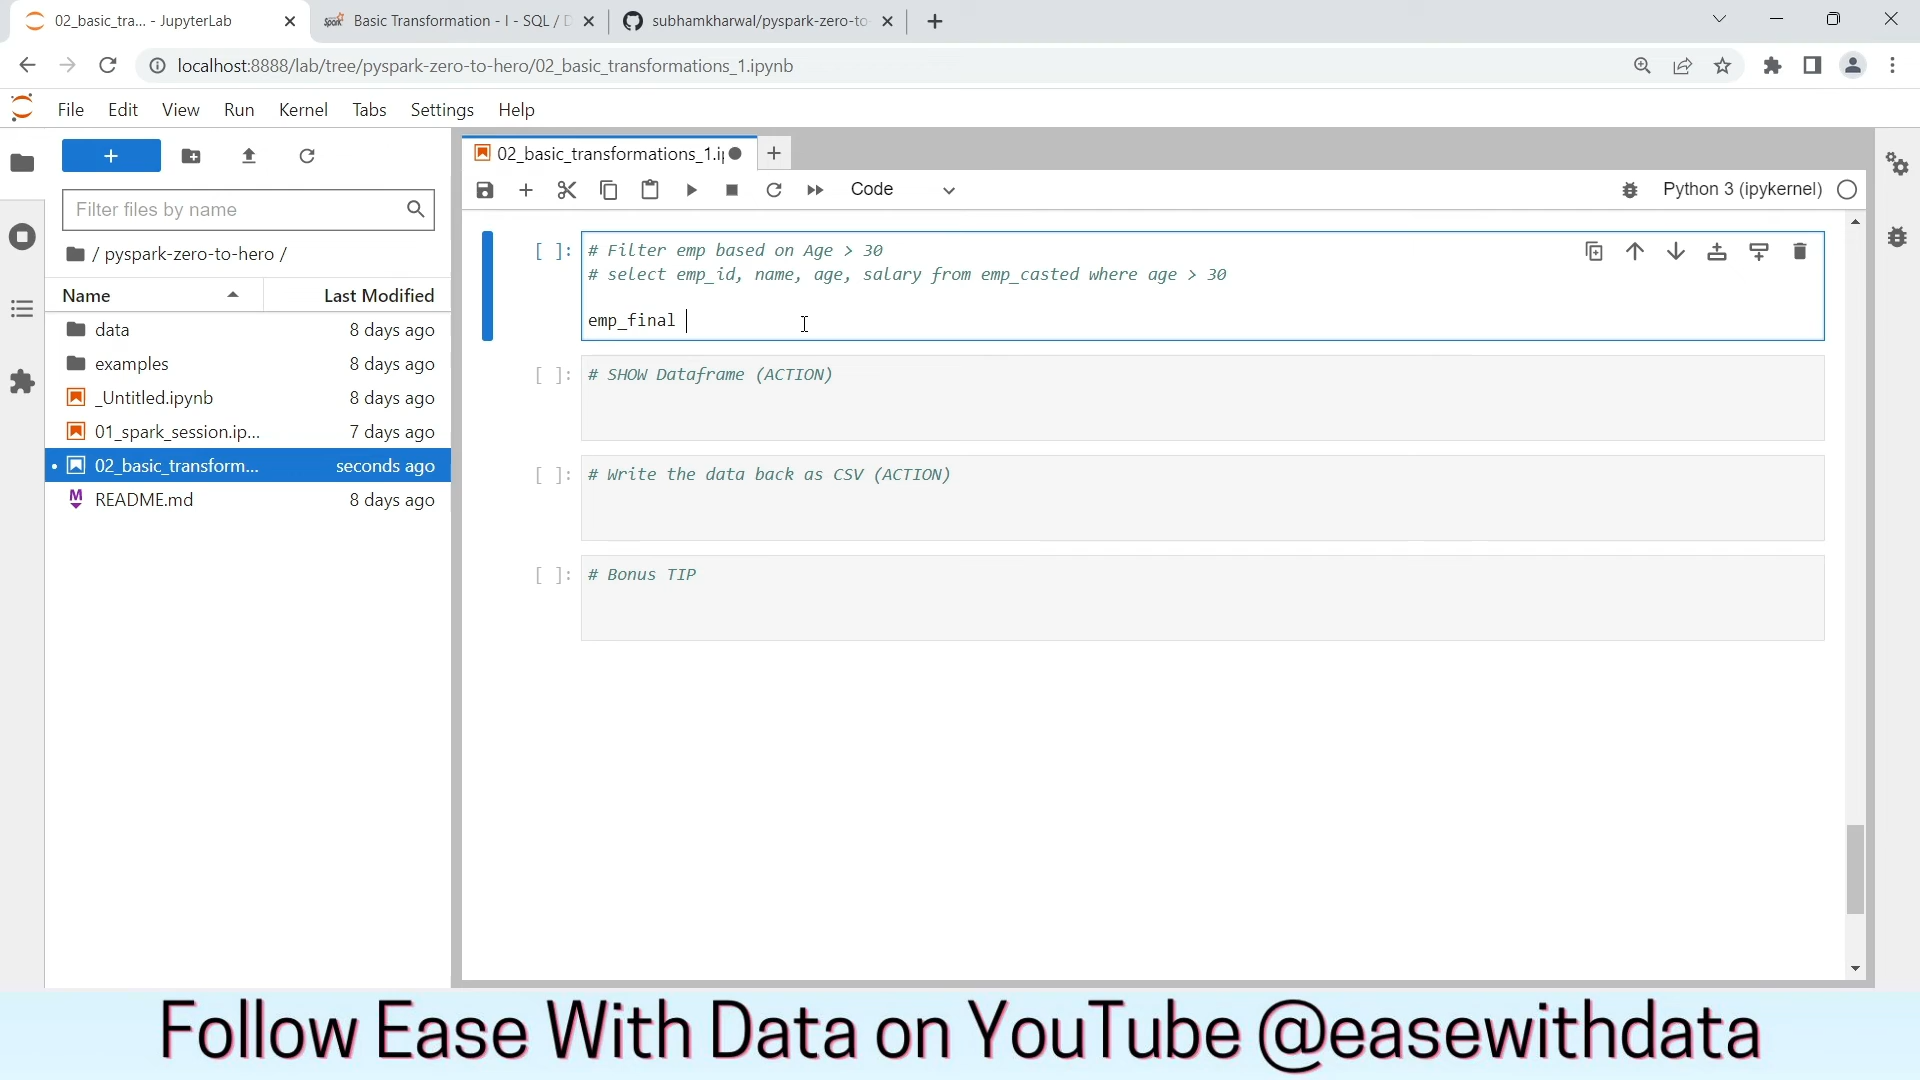 02_basic_tra... - JupyterLab
Basic Transformation - I - SQL / D
subhamkharwal/pyspark-zero-to-
localhost:8888/lab/tree/pyspark-zero-to-hero/02_basic_transformations_1.ipynb
File Edit View Run Kernel Tabs Settings Help
+
Filter files by name
/ pyspark-zero-to-hero /
Name Last Modified
data 8 days ago
examples 8 days ago
_Untitled.ipynb 8 days ago
01_spark_session.ip... 7 days ago
02_basic_transform... seconds ago
README.md 8 days ago
02_basic_transformations_1.i
Code
Python 3 (ipykernel)
[ ]: # Filter emp based on Age > 30
# select emp_id, name, age, salary from emp_casted where age > 30
emp_final
[ ]: # SHOW Dataframe (ACTION)
[ ]: # Write the data back as CSV (ACTION)
[ ]: # Bonus TIP
Follow Ease With Data on YouTube @easewithdata